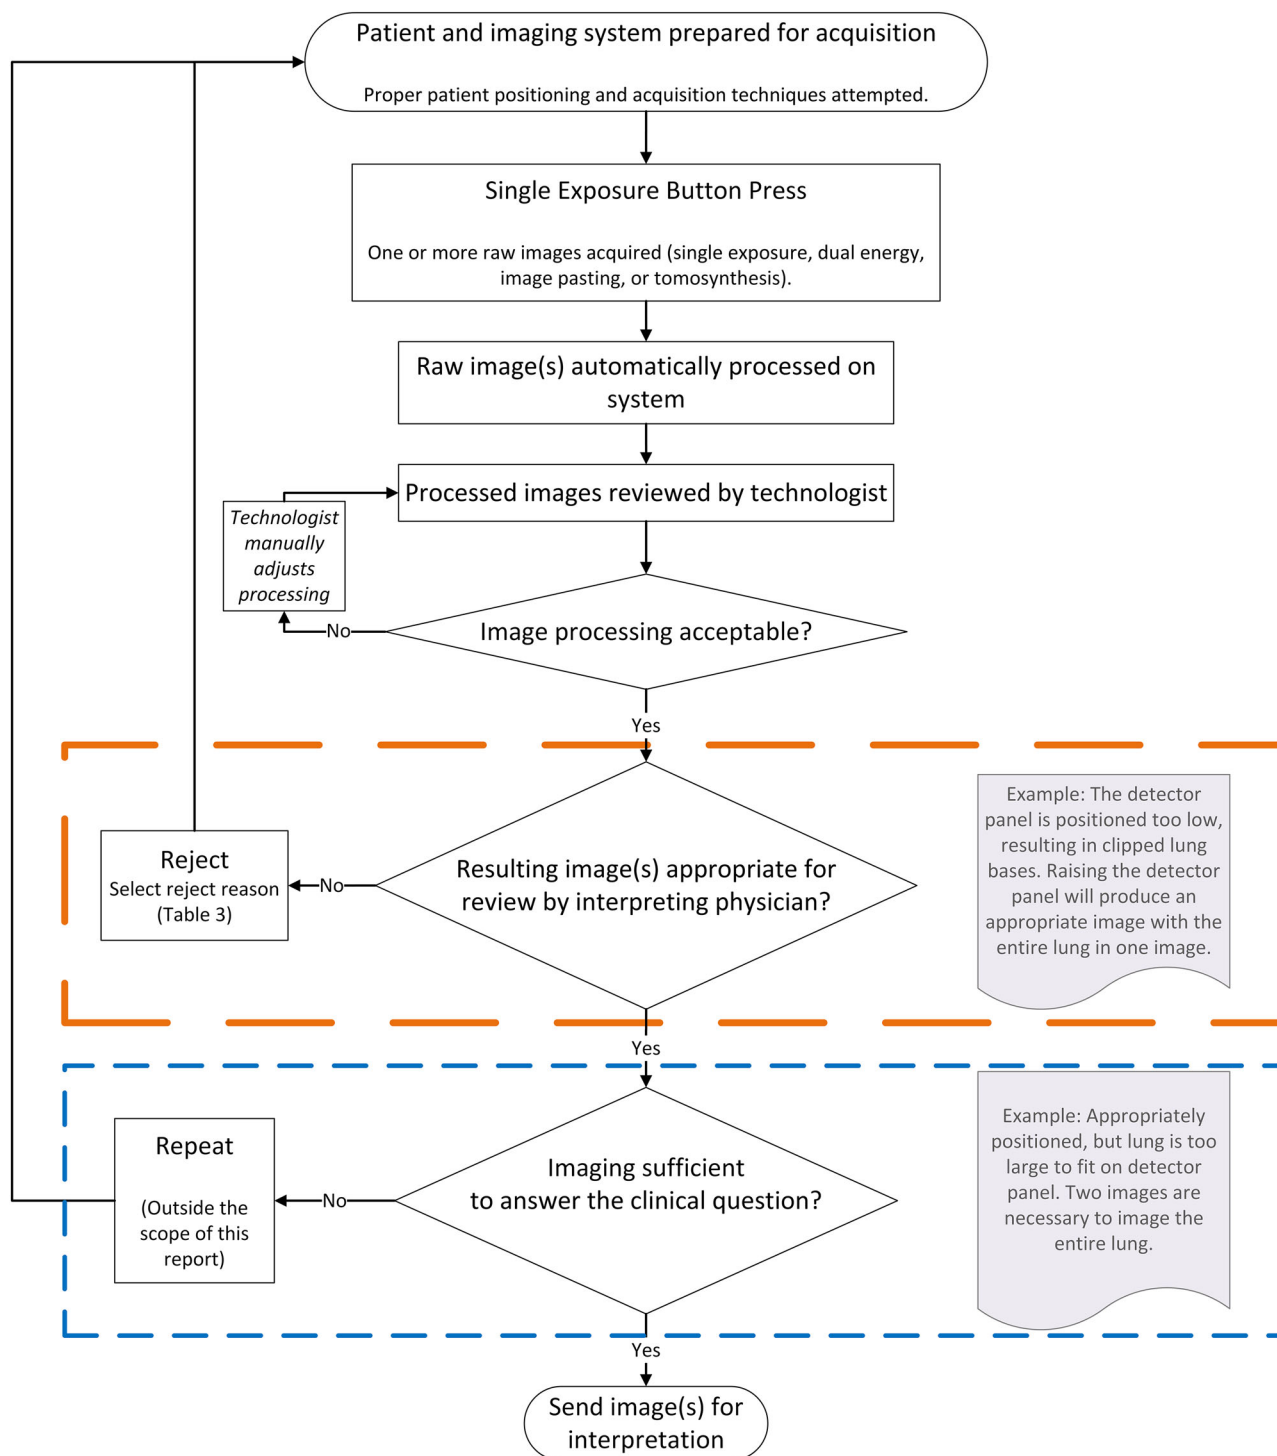 Patient and imaging system prepared for acquisition
Proper patient positioning and acquisition techniques attempted.
Single Exposure Button Press
One or more raw images acquired (single exposure, dual energy,
image pasting, or tomosynthesis).
Raw image(s) automatically processed on
system
Processed images reviewed by technologist
Technologist
manually
adjusts
processing
No
Image processing acceptable?
Yes
Reject
Select reject reason
(Table 3)
No
Resulting image(s) appropriate for
review by interpreting physician?
Example: The detector
panel is positioned too low,
resulting in clipped lung
bases. Raising the detector
panel will produce an
appropriate image with the
entire lung in one image.
Yes
Repeat
(Outside the
scope of this
report)
No
Imaging sufficient
to answer the clinical question?
Example: Appropriately
positioned, but lung is too
large to fit on detector
panel. Two images are
necessary to image the
entire lung.
Yes
Send image(s) for
interpretation